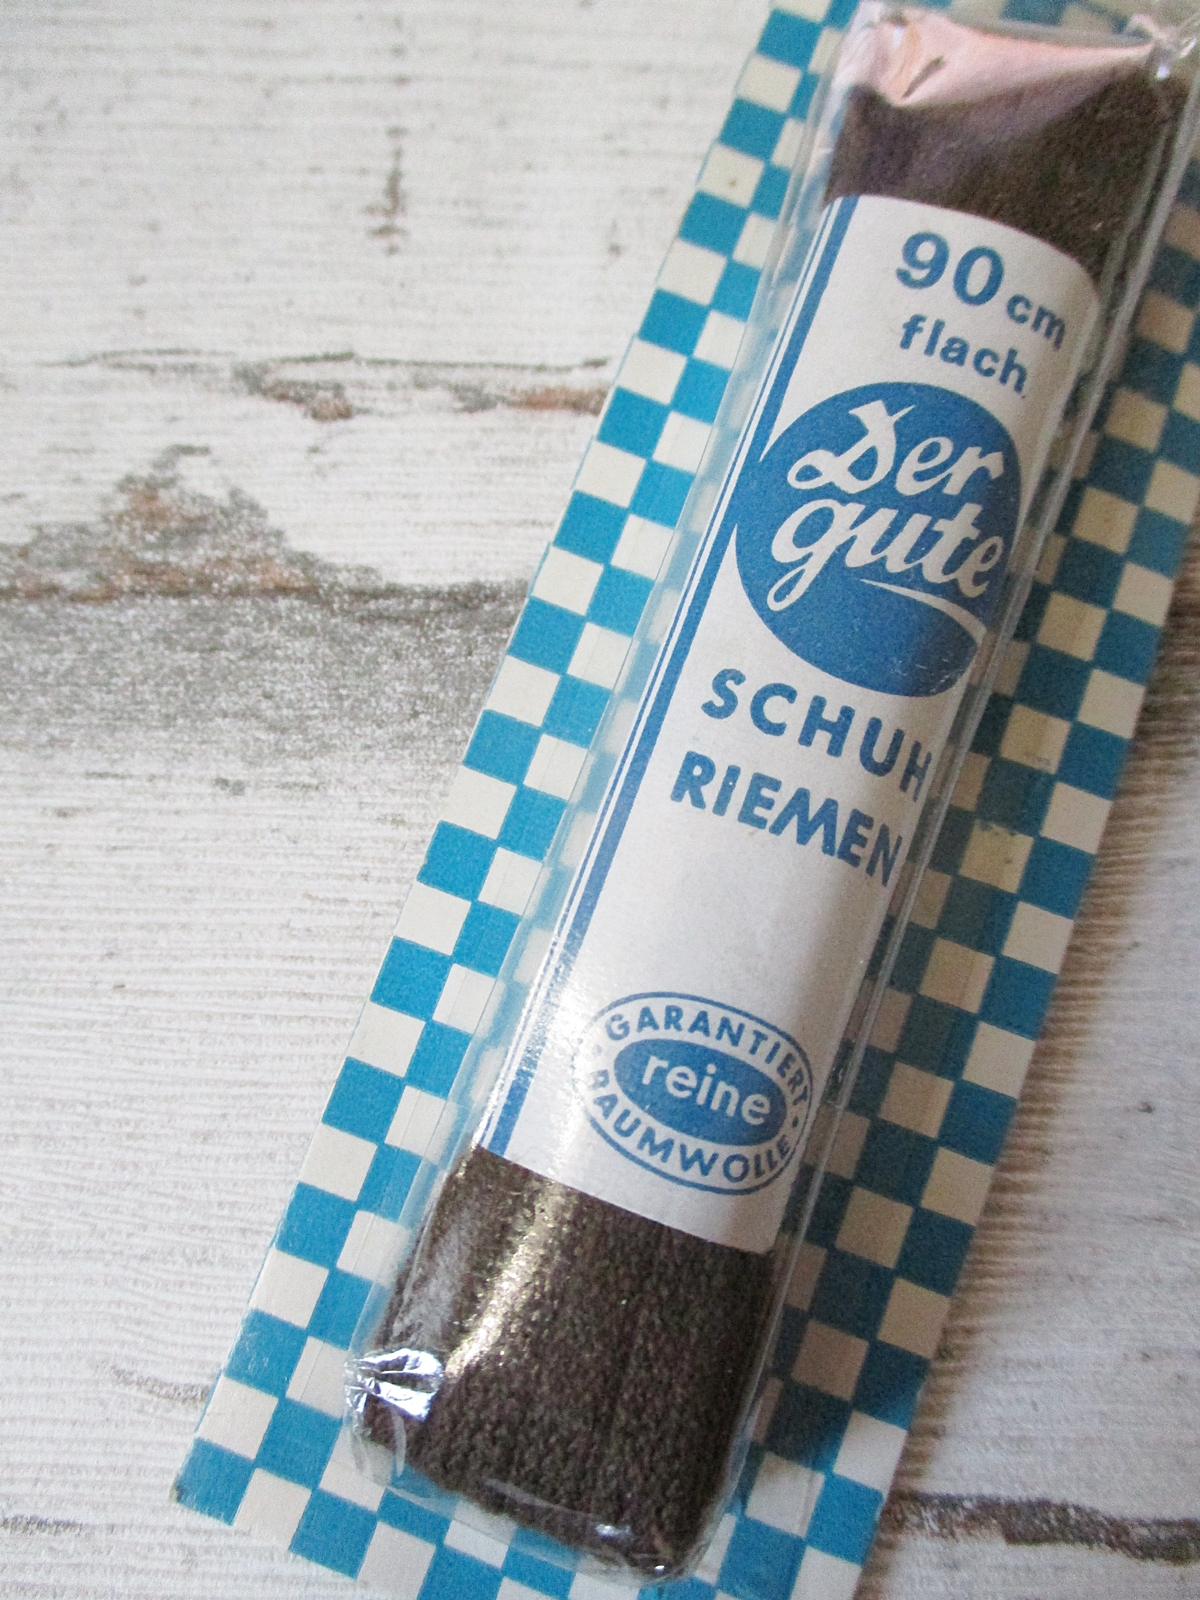 90 cm
flach
Der
gute
SCHUH
RIEMEN
GARANTIERT
reine
BAUMWOLLE